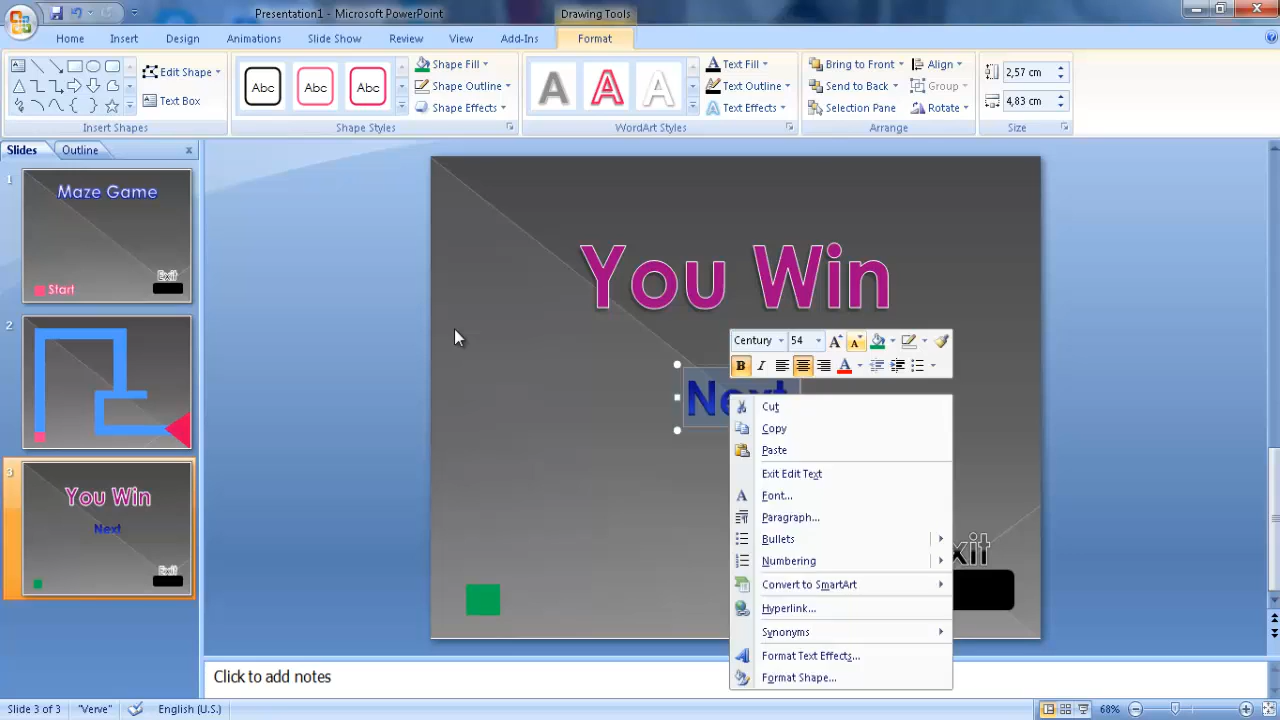 Presentation1 - Microsoft PowerPoint
Drawing Tools
Home Insert Design Animations Slide Show Review View Add-Ins Format
Edit Shape
Text Box
Insert Shapes
Abc Abc Abc
Shape Fill
Shape Outline
Shape Effects
Shape Styles
A A A
Text Fill
Text Outline
Text Effects
WordArt Styles
Bring to Front
Send to Back
Selection Pane
Align
Group
Rotate
Arrange
2,57 cm
4,83 cm
Size
Slides Outline
1
Maze Game
Exit
Start
2
3
You Win
Next
Exit
You Win
Next
Century 54
B I
Cut
Copy
Paste
Exit Edit Text
Font...
Paragraph...
Bullets
Numbering
Convert to SmartArt
Hyperlink...
Synonyms
Format Text Effects...
Format Shape...
xit
Click to add notes
Slide 3 of 3 "Verve" English (U.S.) 68%